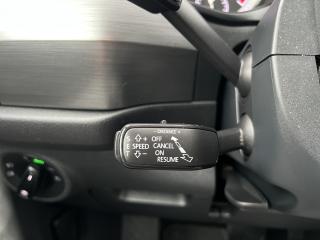 DISTANCE
S + OFF
E SPEED CANCEL
- ON
RESUME